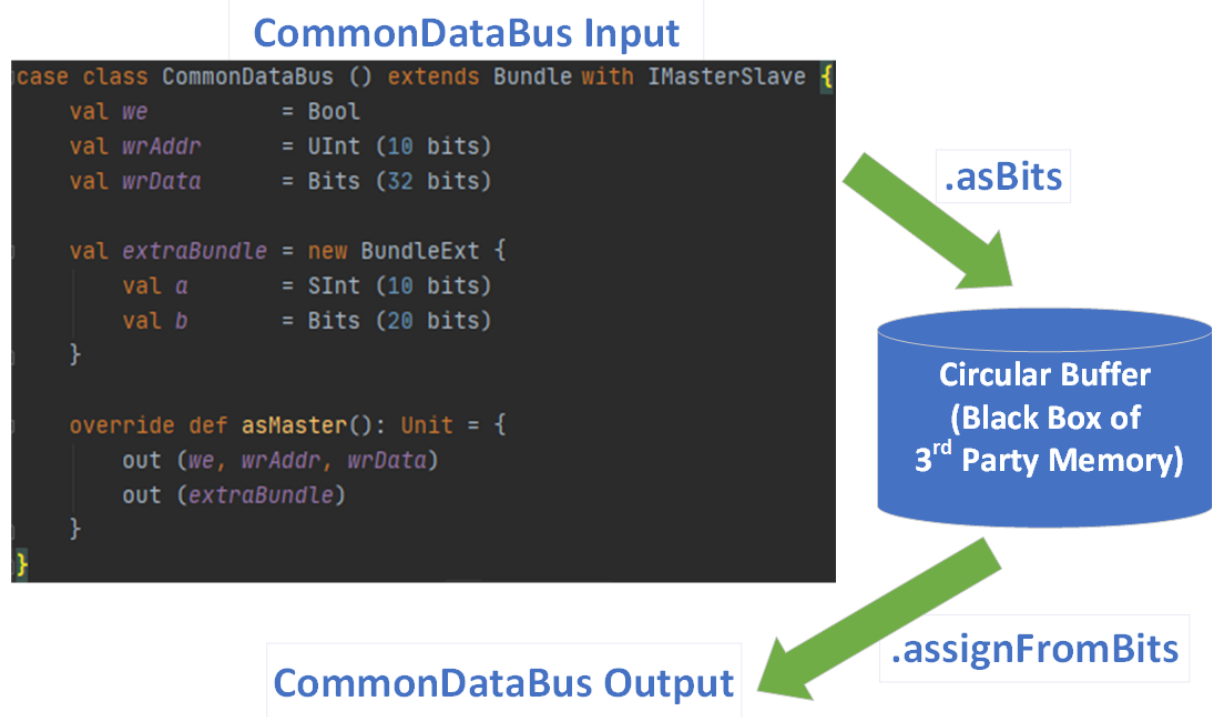 CommonDataBus Input
case class CommonDataBus () extends Bundle with IMasterSlave {
    val we          = Bool
    val wrAddr      = UInt (10 bits)
    val wrData      = Bits (32 bits)
    val extraBundle = new BundleExt {
        val a       = SInt (10 bits)
        val b       = Bits (20 bits)
    }
    override def asMaster(): Unit = {
        out (we, wrAddr, wrData)
        out (extraBundle)
    }
}
.asBits
Circular Buffer
(Black Box of
3rd Party Memory)
.assignFromBits
CommonDataBus Output